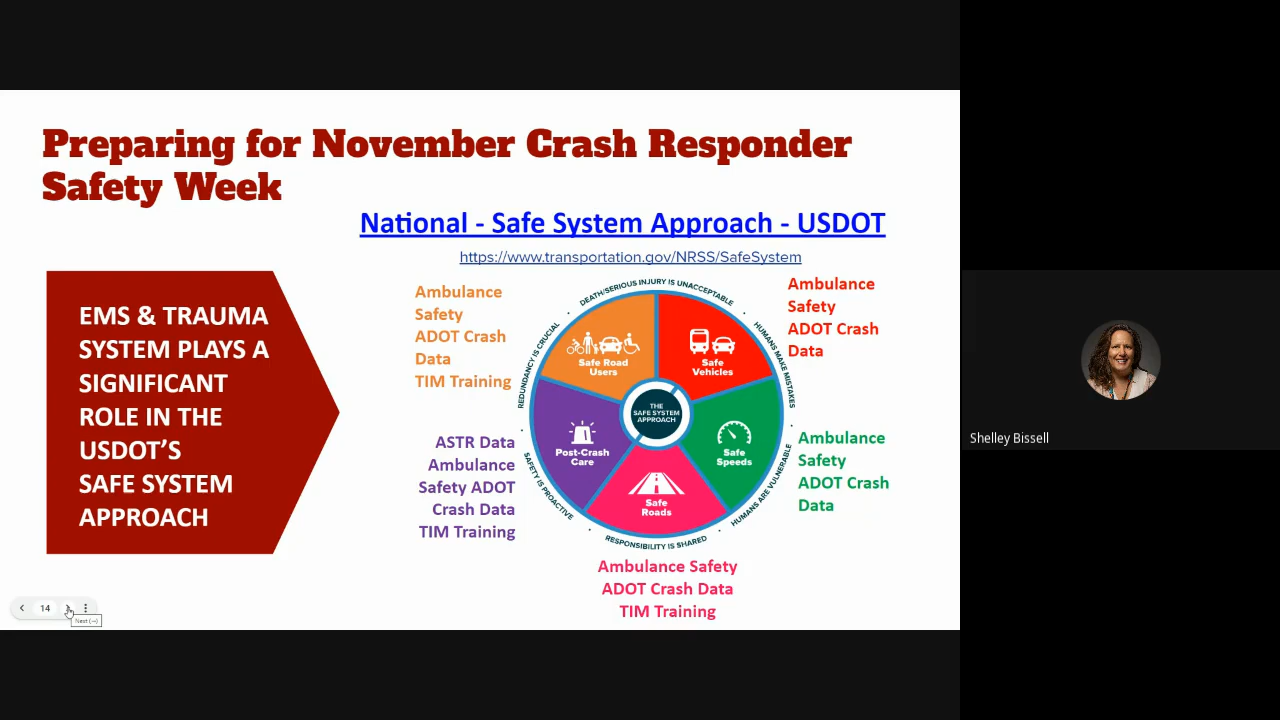 Preparing for November Crash Responder
Safety Week
National - Safe System Approach - USDOT
https://www.transportation.gov/NRSS/SafeSystem
EMS & TRAUMA
SYSTEM PLAYS A
SIGNIFICANT
ROLE IN THE
USDOT'S
SAFE SYSTEM
APPROACH
Ambulance
Safety
ADOT Crash
Data
TIM Training
Ambulance
Safety
ADOT Crash
Data
DEATH/SERIOUS INJURY IS UNACCEPTABLE
HUMANS MAKE MISTAKES
HUMANS ARE VULNERABLE
RESPONSIBILITY IS SHARED
SAFETY IS PROACTIVE
REDUNDANCY IS CRUCIAL
Safe Road
Users
Safe
Vehicles
THE
SAFE SYSTEM
APPROACH
Post-Crash
Care
Safe
Speeds
Safe
Roads
ASTR Data
Ambulance
Safety ADOT
Crash Data
TIM Training
Ambulance
Safety
ADOT Crash
Data
Ambulance Safety
ADOT Crash Data
TIM Training
14
Next (→)
Shelley Bissell